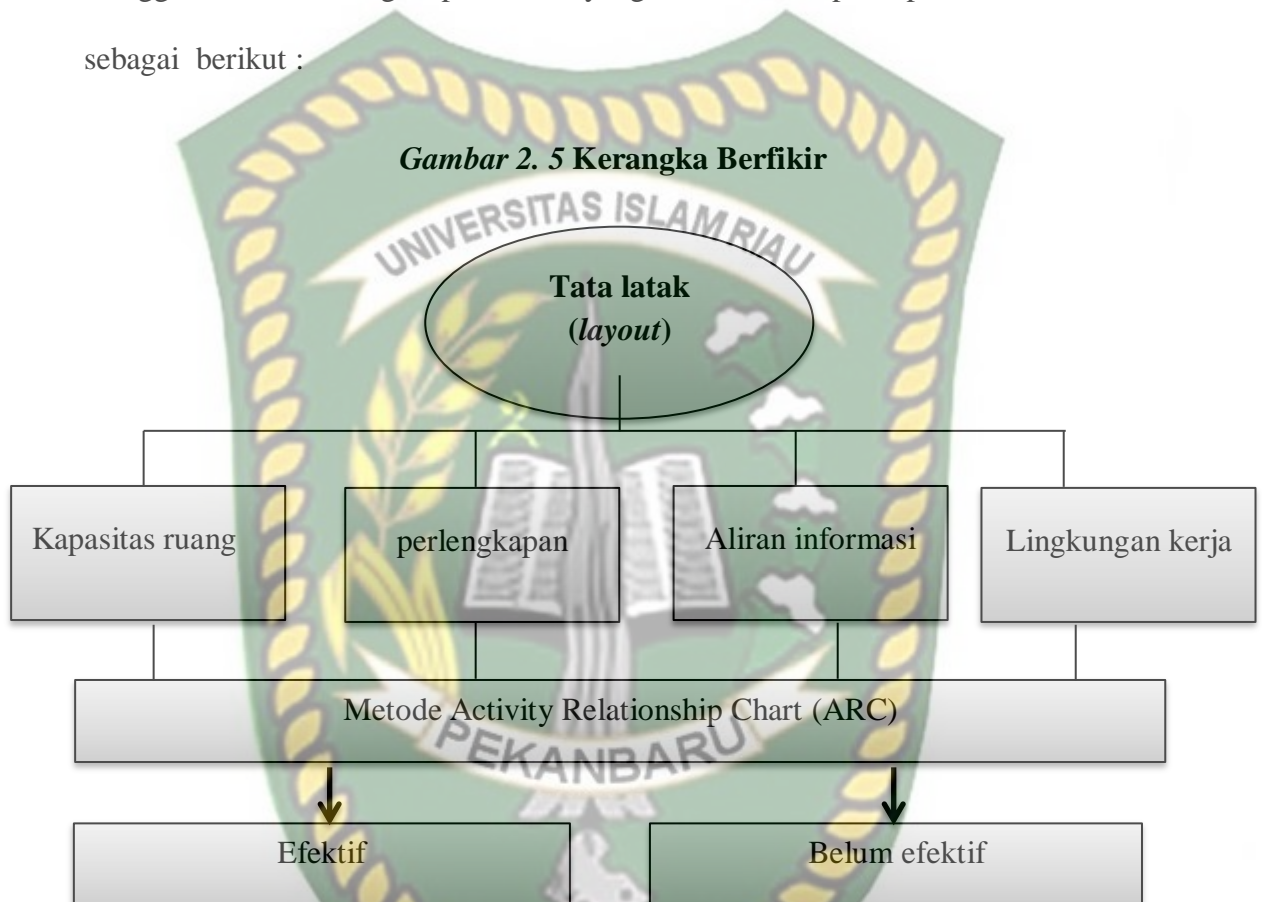 sebagai berikut :
Gambar 2. 5 Kerangka Berfikir
UNIVERSITAS ISLAM RIAU
Tata latak
(layout)
Kapasitas ruang
perlengkapan
Aliran informasi
Lingkungan kerja
Metode Activity Relationship Chart (ARC)
PEKANBARU
Efektif
Belum efektif